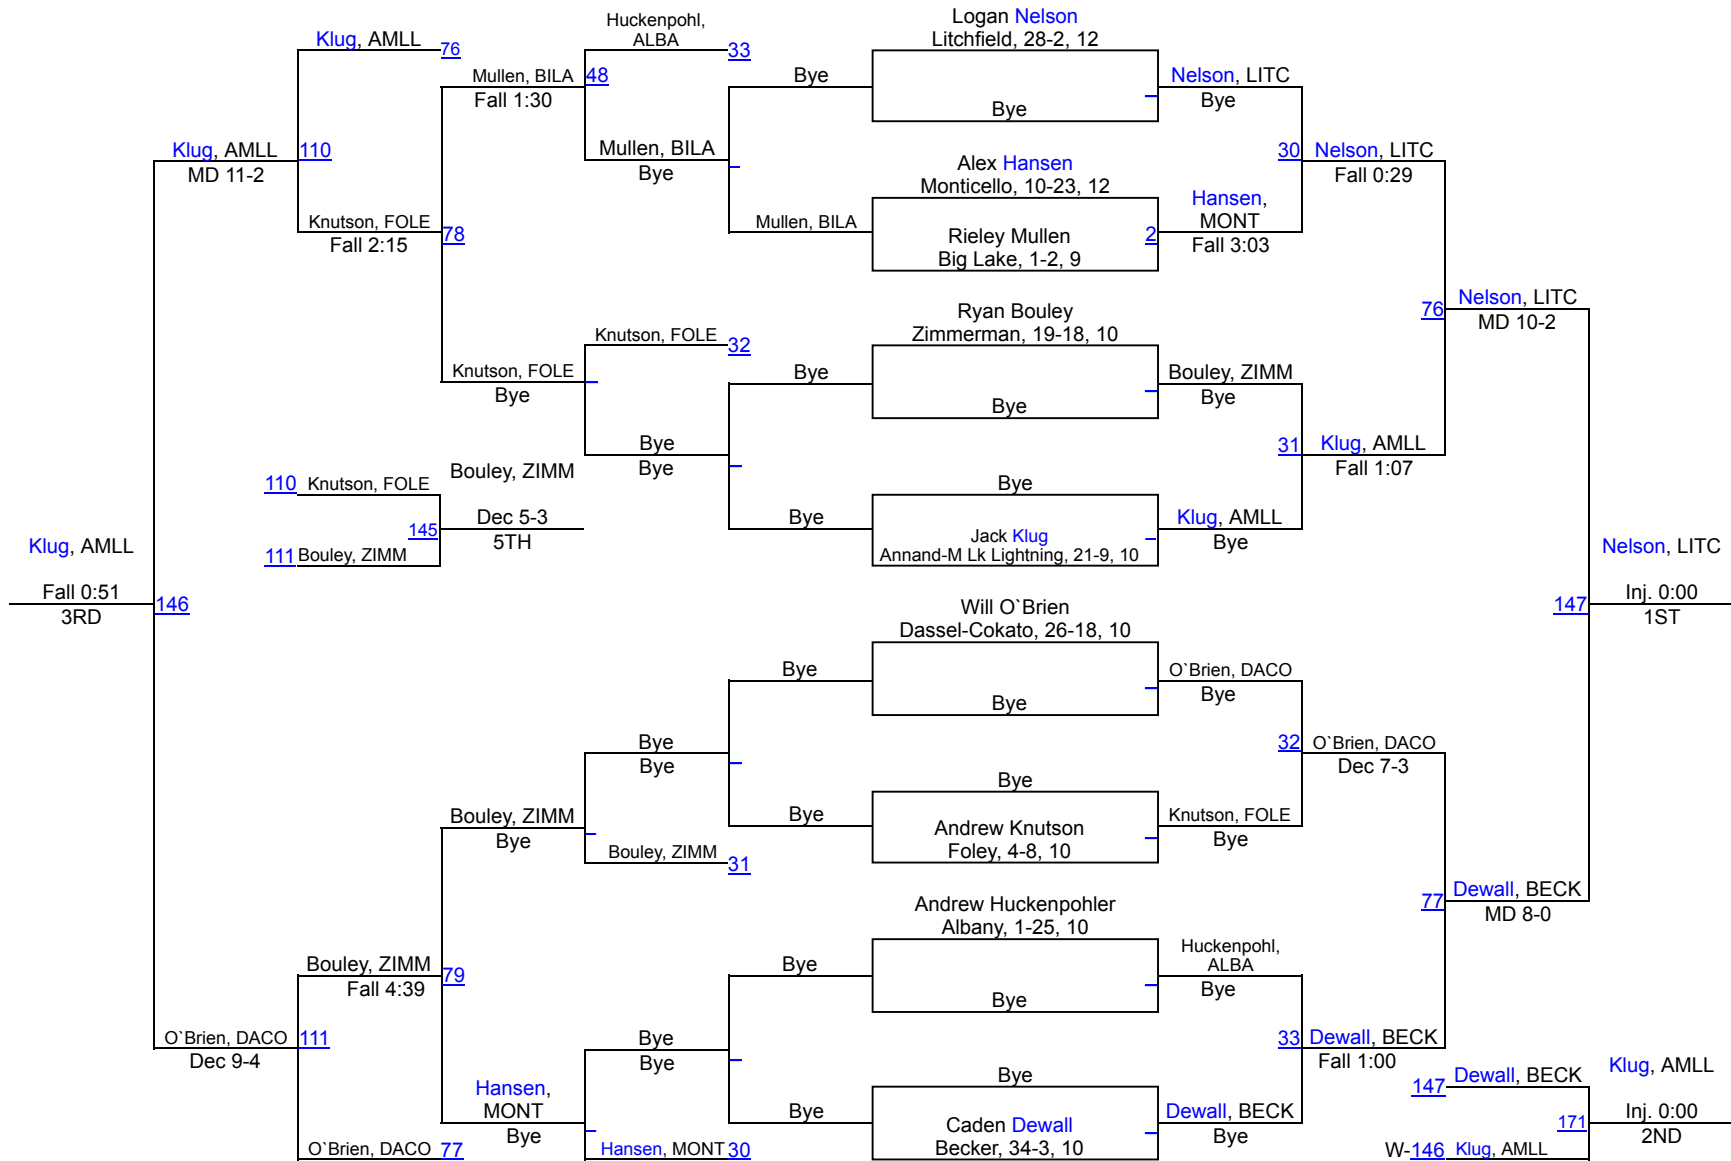 Logan Nelson
Litchfield, 28-2, 12
Bye
Alex Hansen
Monticello, 10-23, 12
Rieley Mullen
Big Lake, 1-2, 9
Ryan Bouley
Zimmerman, 19-18, 10
Bye
Bye
Jack Klug
Annand-M Lk Lightning, 21-9, 10
Will O`Brien
Dassel-Cokato, 26-18, 10
Bye
Bye
Andrew Knutson
Foley, 4-8, 10
Andrew Huckenpohler
Albany, 1-25, 10
Bye
Bye
Caden Dewall
Becker, 34-3, 10
Nelson, LITC
Bye
2
Hansen,
MONT
Fall 3:03
Bouley, ZIMM
Bye
Klug, AMLL
Bye
O`Brien, DACO
Bye
Knutson, FOLE
Bye
Huckenpohl,
ALBA
Bye
Dewall, BECK
Bye
30
Nelson, LITC
Fall 0:29
31
Klug, AMLL
Fall 1:07
32
O`Brien, DACO
Dec 7-3
33
Dewall, BECK
Fall 1:00
76
Nelson, LITC
MD 10-2
77
Dewall, BECK
MD 8-0
147
Nelson, LITC
Inj. 0:00
1ST
147
Dewall, BECK
W-146
Klug, AMLL
171
Klug, AMLL
Inj. 0:00
2ND
Bye
Mullen, BILA
Bye
Bye
Bye
Bye
Bye
Bye
Huckenpohl,
ALBA
33
Mullen, BILA
Bye
Knutson, FOLE
32
Bye
Bye
Bye
Bye
Bouley, ZIMM
31
Bye
Bye
Hansen, MONT
30
48
Mullen, BILA
Fall 1:30
Knutson, FOLE
Bye
Bouley, ZIMM
Bye
Hansen,
MONT
Bye
Klug, AMLL
76
78
Knutson, FOLE
Fall 2:15
79
Bouley, ZIMM
Fall 4:39
O`Brien, DACO
77
110
Klug, AMLL
MD 11-2
111
O`Brien, DACO
Dec 9-4
146
Klug, AMLL
Fall 0:51
3RD
110
Knutson, FOLE
111
Bouley, ZIMM
145
Bouley, ZIMM
Dec 5-3
5TH